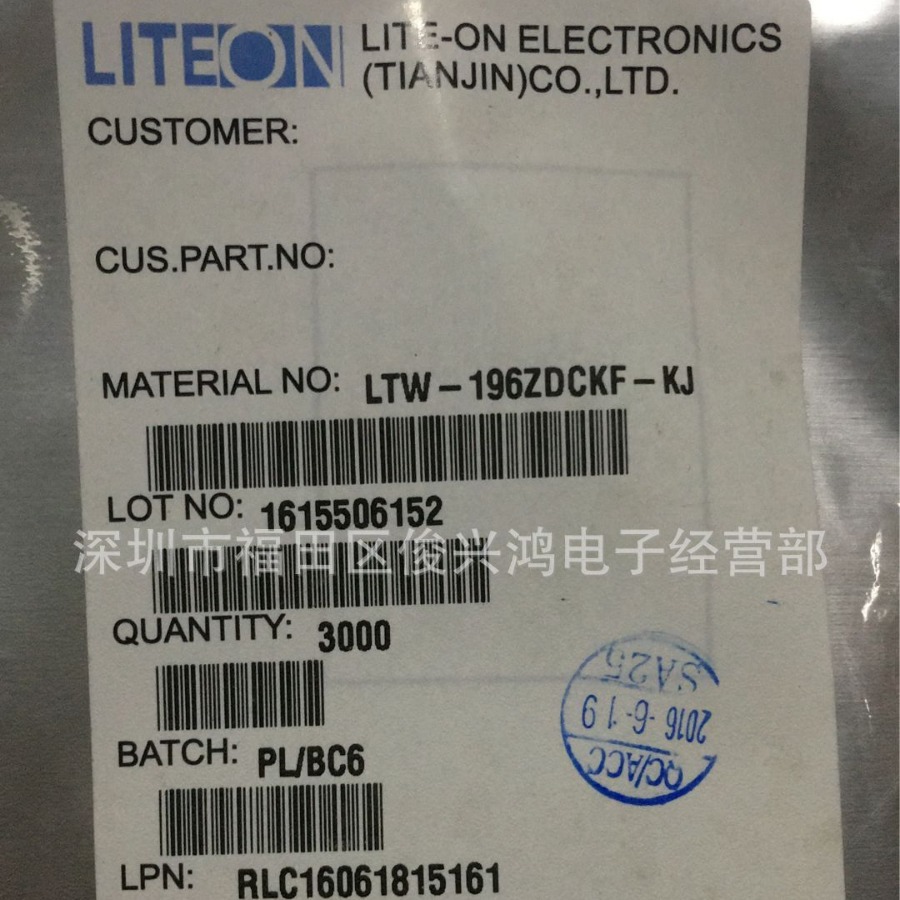 LITEON LITE-ON ELECTRONICS
(TIANJIN)CO.,LTD.
CUSTOMER:
CUS.PART.NO:
MATERIAL NO: LTW-196ZDCKF-KJ
LOT NO: 1615506152
深圳市福田区俊兴鸿电子经营部
QUANTITY: 3000
SA25
2016-6-19
QC/ACC
BATCH: PL/BC6
LPN: RLC16061815161